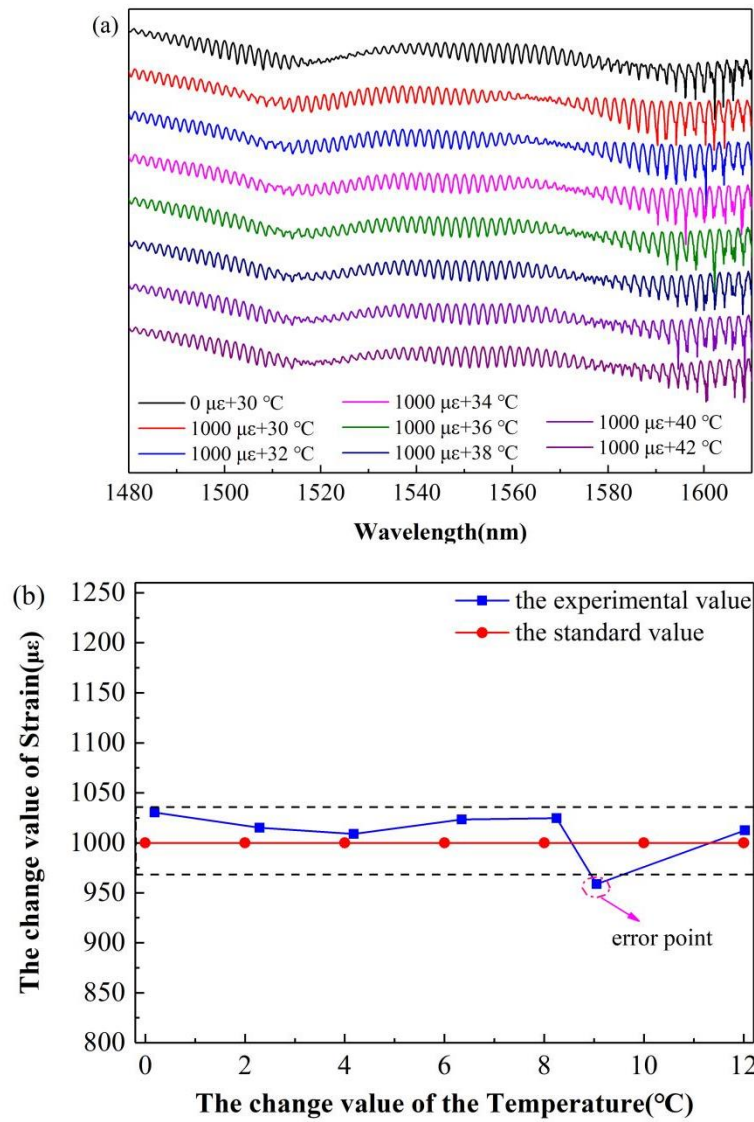 (a)
0 με+30 ℃
1000 με+30 ℃
1000 με+32 ℃
1000 με+34 ℃
1000 με+36 ℃
1000 με+38 ℃
1000 με+40 ℃
1000 με+42 ℃
1480 1500 1520 1540 1560 1580 1600
Wavelength(nm)
(b)
The change value of Strain(με)
1250
1200
1150
1100
1050
1000
950
900
850
800
the experimental value
the standard value
error point
0 2 4 6 8 10 12
The change value of the Temperature(℃)